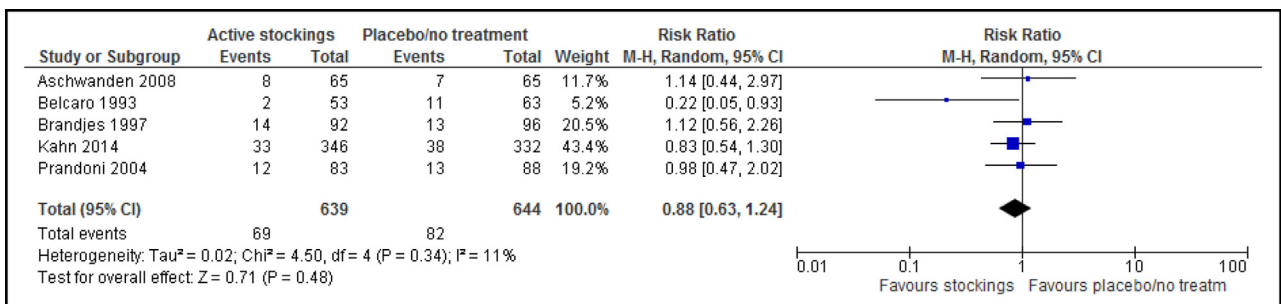 Active stockings Placebo/no treatment Risk Ratio Risk Ratio
Study or Subgroup Events Total Events Total Weight M-H, Random, 95% CI M-H, Random, 95% CI
Aschwanden 2008 8 65 7 65 11.7% 1.14 [0.44, 2.97]
Belcaro 1993 2 53 11 63 5.2% 0.22 [0.05, 0.93]
Brandjes 1997 14 92 13 96 20.5% 1.12 [0.56, 2.26]
Kahn 2014 33 346 38 332 43.4% 0.83 [0.54, 1.30]
Prandoni 2004 12 83 13 88 19.2% 0.98 [0.47, 2.02]
Total (95% CI) 639 644 100.0% 0.88 [0.63, 1.24]
Total events 69 82
Heterogeneity: Tau² = 0.02; Chi² = 4.50, df = 4 (P = 0.34); I² = 11%
Test for overall effect: Z = 0.71 (P = 0.48)
0.01 0.1 1 10 100
Favours stockings Favours placebo/no treatm